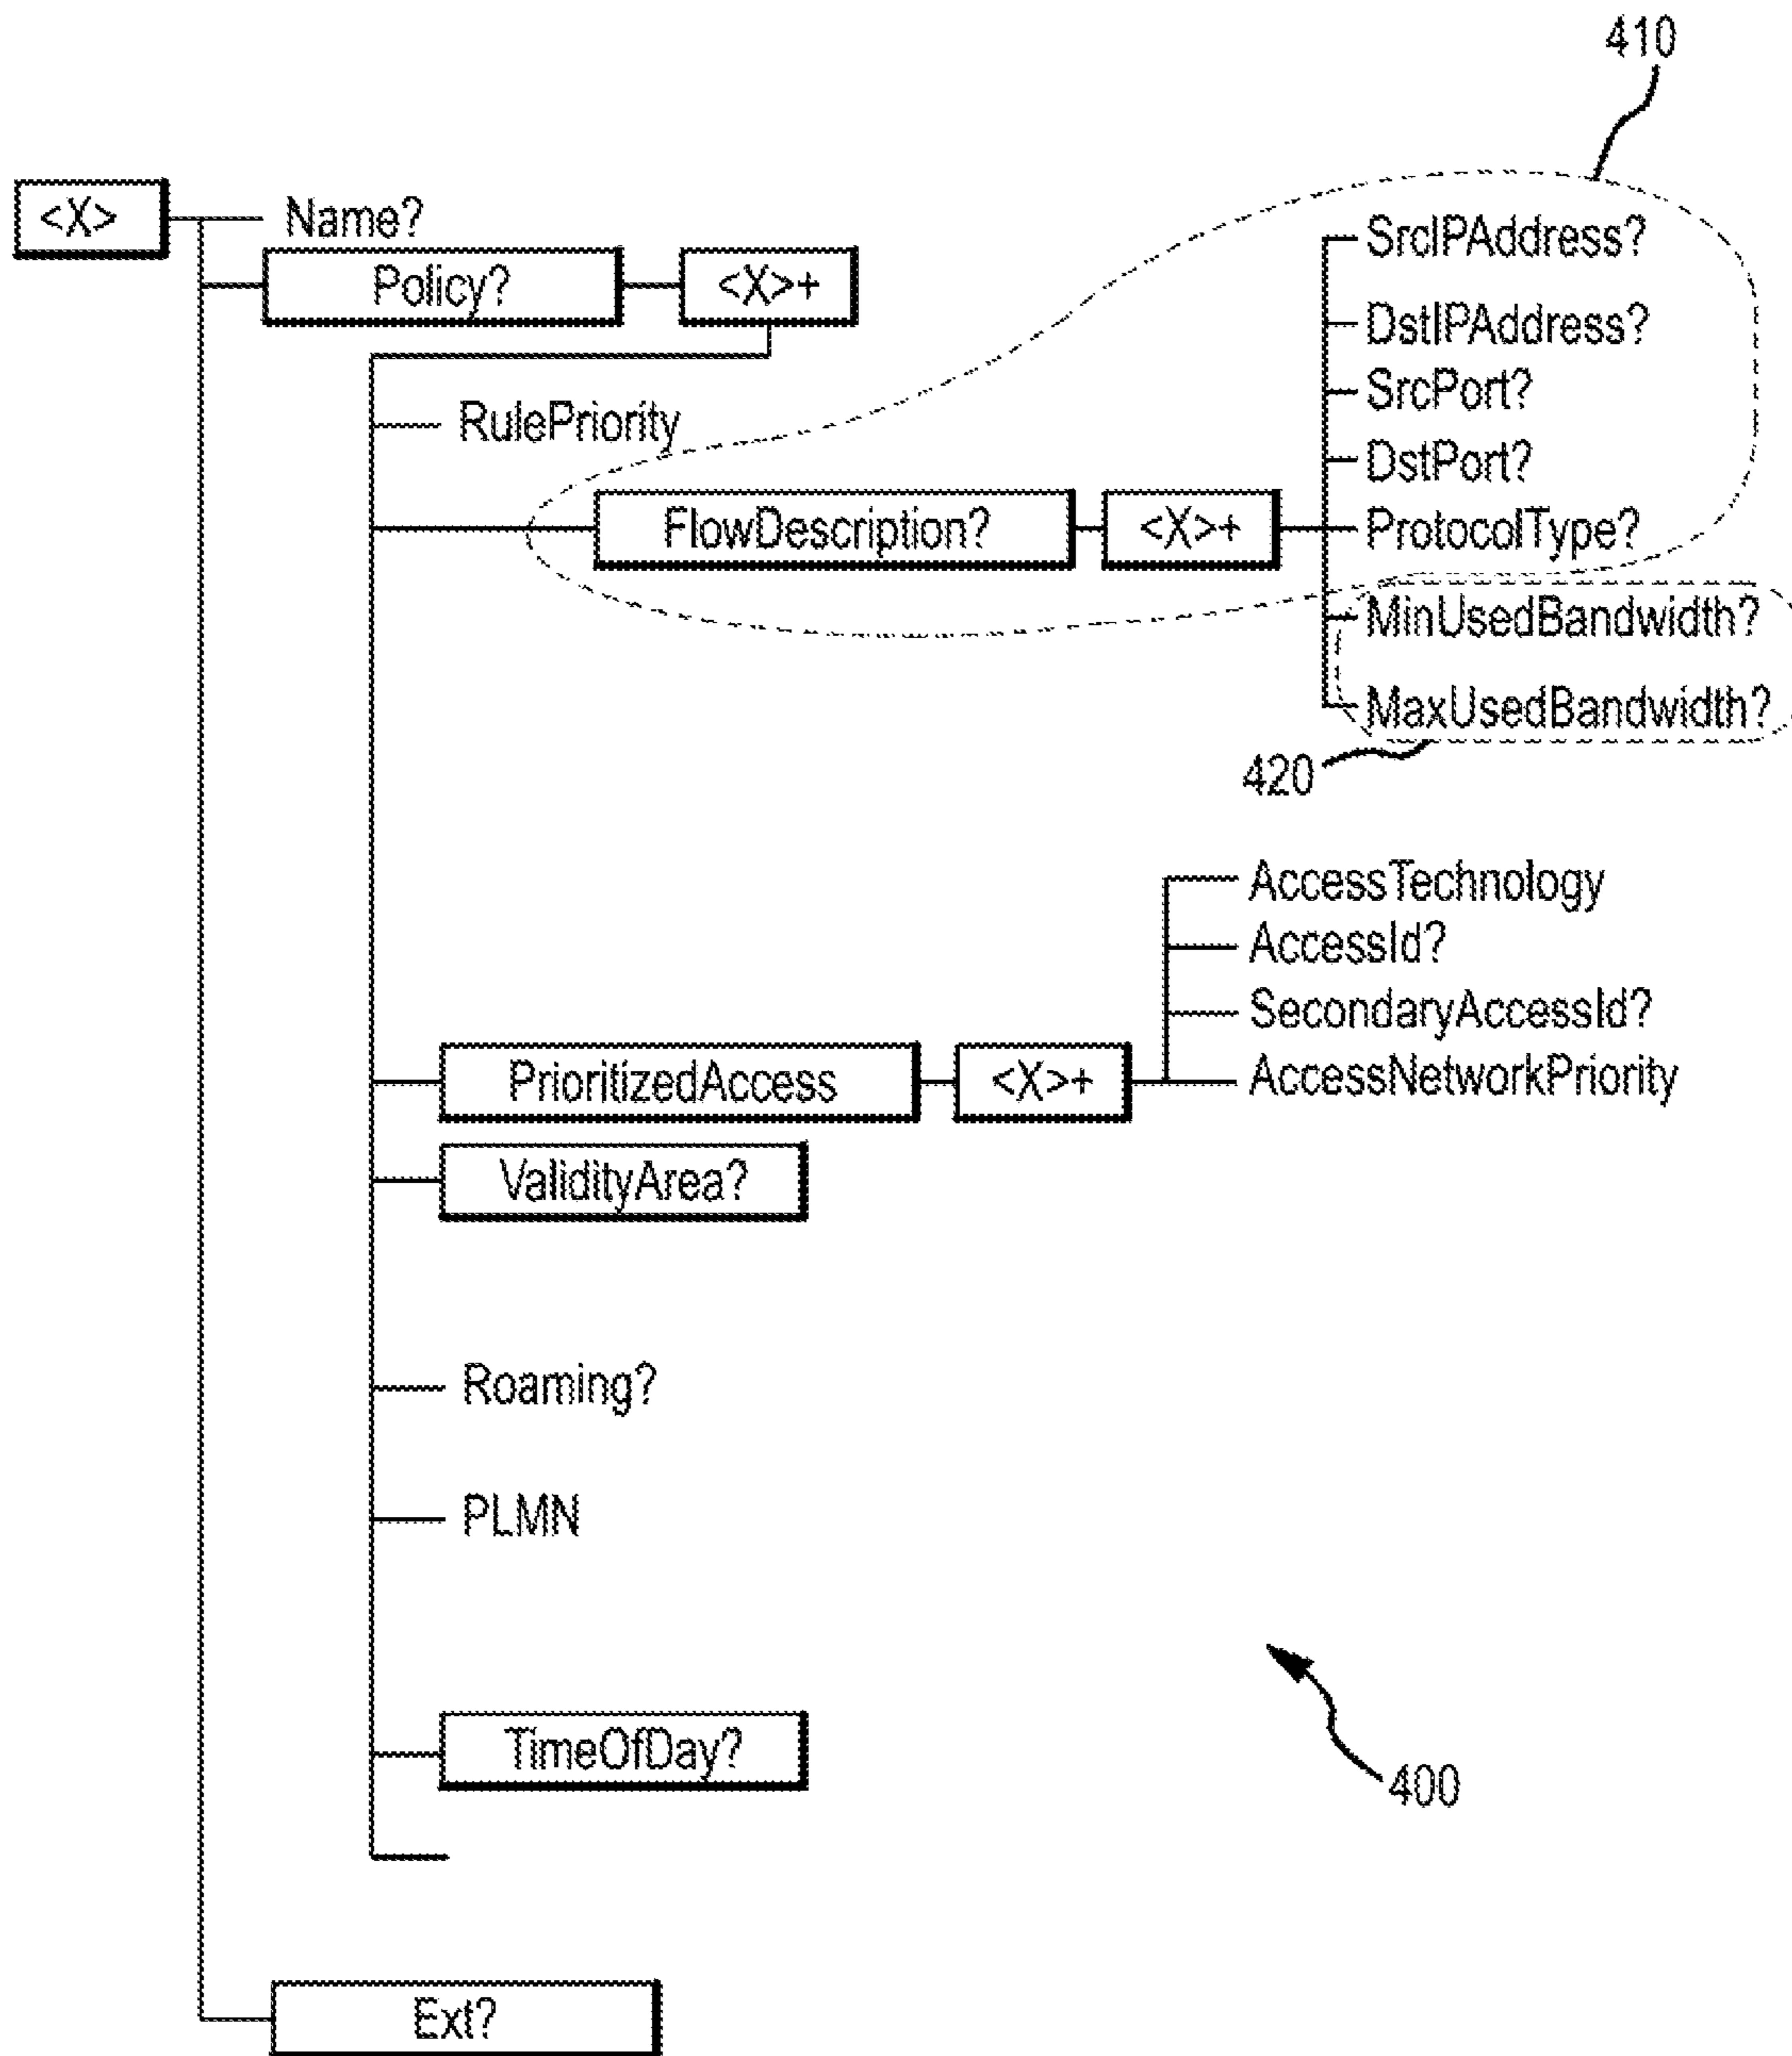 410
<X>
Name?
Policy?
<X>+
SrcIPAddress?
DstIPAddress?
SrcPort?
RulePriority
DstPort?
FlowDescription?
<X>+
ProtocolType?
MinUsedBandwidth?
MaxUsedBandwidth?
420
AccessTechnology
AccessId?
SecondaryAccessId?
PrioritizedAccess
<X>+
AccessNetworkPriority
ValidityArea?
Roaming?
PLMN
TimeOfDay?
400
Ext?